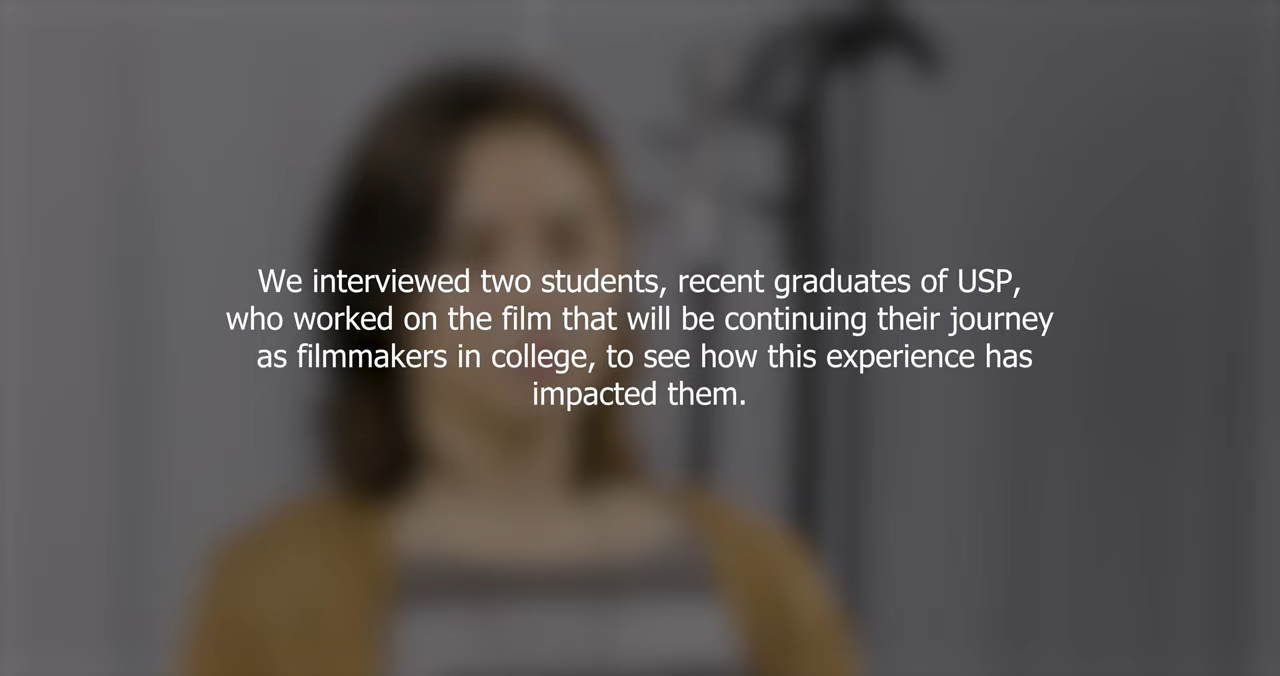 We interviewed two students, recent graduates of USP,
who worked on the film that will be continuing their journey
as filmmakers in college, to see how this experience has
impacted them.